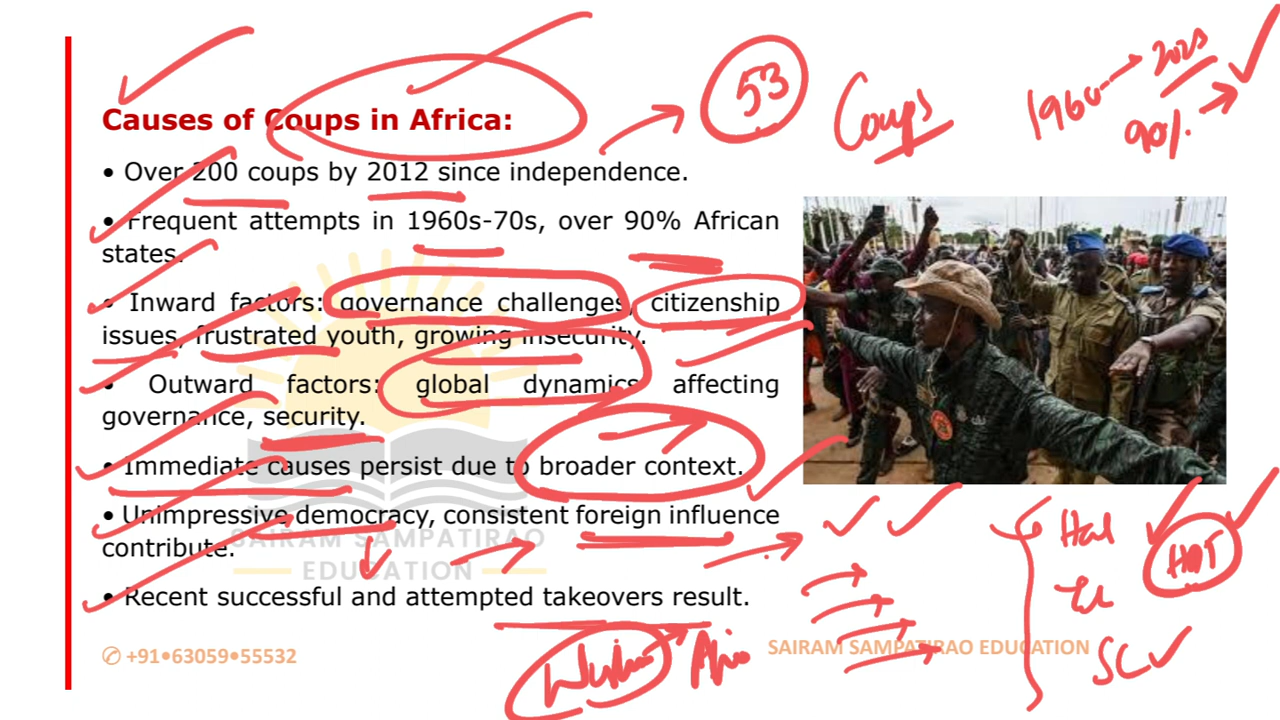 53
Coups
1960 → 2023
90%
Causes of Coups in Africa:
• Over 200 coups by 2012 since independence.
• Frequent attempts in 1960s-70s, over 90% African
states.
• Inward factors: governance challenges, citizenship
issues, frustrated youth, growing insecurity.
• Outward factors: global dynamics affecting
governance, security.
• Immediate causes persist due to broader context.
• Unimpressive democracy, consistent foreign influence
contribute.
• Recent successful and attempted takeovers result.
SAIRAM SAMPATIRAO
EDUCATION
✆ +91•63059•55532
SAIRAM SAMPATIRAO EDUCATION